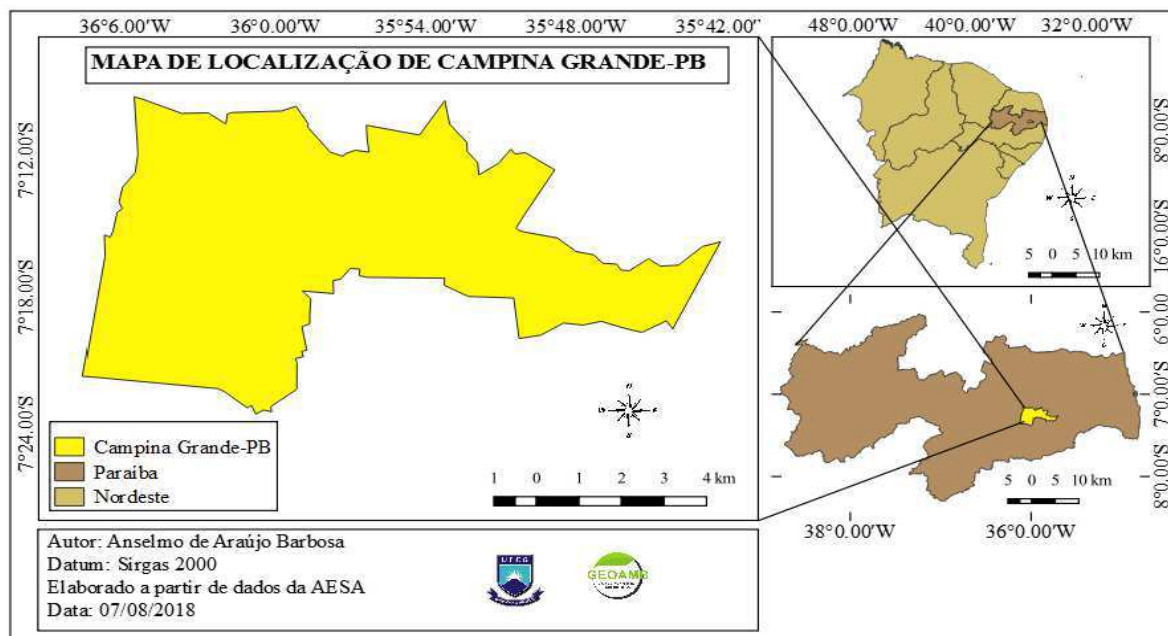 36°6.00'W 36°0.00'W 35°54.00'W 35°48.00'W 35°42.00'W
48°0.00'W 40°0.00'W 32°0.00'W
MAPA DE LOCALIZAÇÃO DE CAMPINA GRANDE-PB
7°12.00'S
7°18.00'S
7°24.00'S
Campina Grande-PB
Paraíba
Nordeste
1 0 1 2 3 4 km
8°0.00'S
16°0.00'S
5 0 5 10 km
6°0.00'S
7°0.00'S
8°0.00'S
5 0 5 10 km
38°0.00'W 36°0.00'W
Autor: Anselmo de Araújo Barbosa
Datum: Sirgas 2000
Elaborado a partir de dados da AESA
Data: 07/08/2018
UFCG
GEOAMB